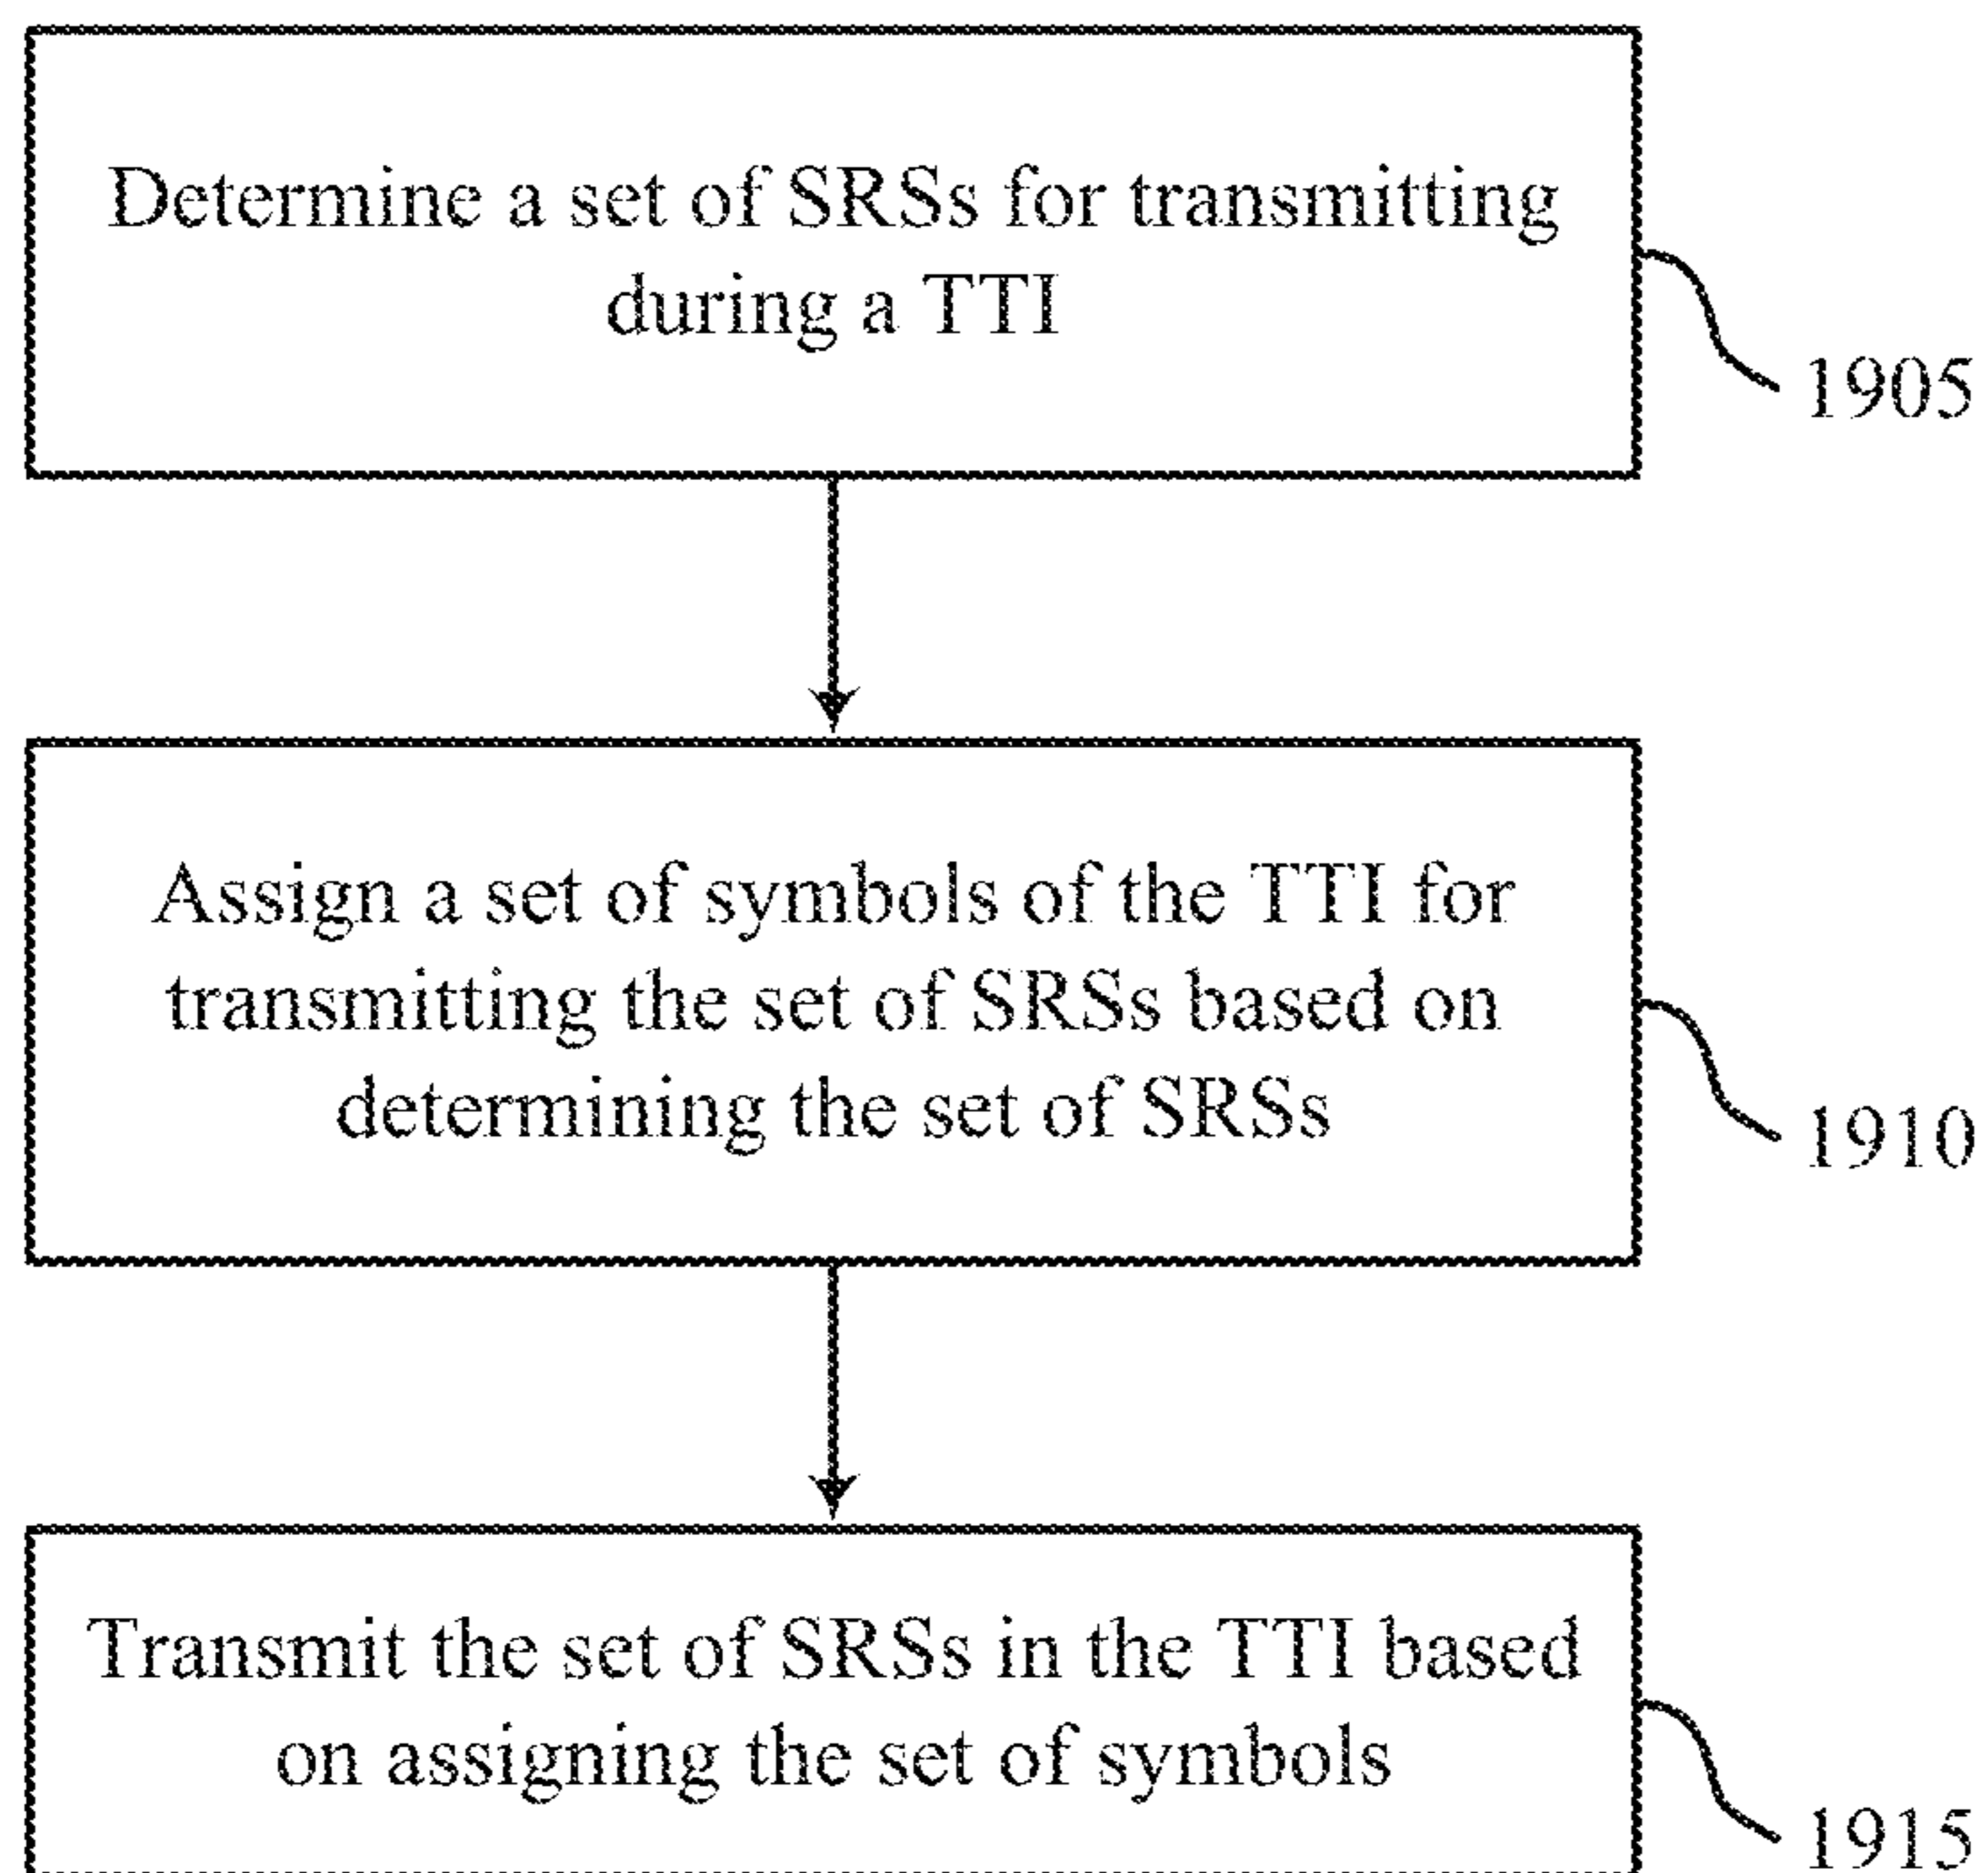 Determine a set of SRSs for transmitting
during a TTI
1905
Assign a set of symbols of the TTI for
transmitting the set of SRSs based on
determining the set of SRSs
1910
Transmit the set of SRSs in the TTI based
on assigning the set of symbols
1915